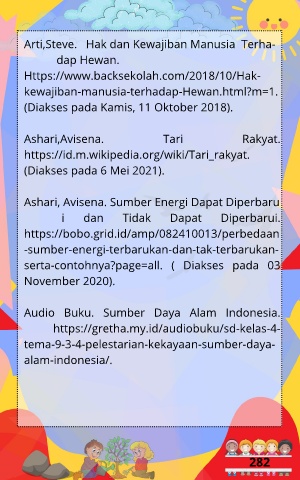 Arti,Steve. Hak dan Kewajiban Manusia Terha-
dap Hewan.
Https://www.backsekolah.com/2018/10/Hak-
kewajiban-manusia-terhadap-Hewan.html?m=1.
(Diakses pada Kamis, 11 Oktober 2018).
Ashari,Avisena. Tari Rakyat.
https://id.m.wikipedia.org/wiki/Tari_rakyat.
(Diakses pada 6 Mei 2021).
Ashari, Avisena. Sumber Energi Dapat Diperbaru
i dan Tidak Dapat Diperbarui.
https://bobo.grid.id/amp/082410013/perbedaan
-sumber-energi-terbarukan-dan-tak-terbarukan-
serta-contohnya?page=all. ( Diakses pada 03
November 2020).
Audio Buku. Sumber Daya Alam Indonesia.
https://gretha.my.id/audiobuku/sd-kelas-4-
tema-9-3-4-pelestarian-kekayaan-sumber-daya-
alam-indonesia/.
282